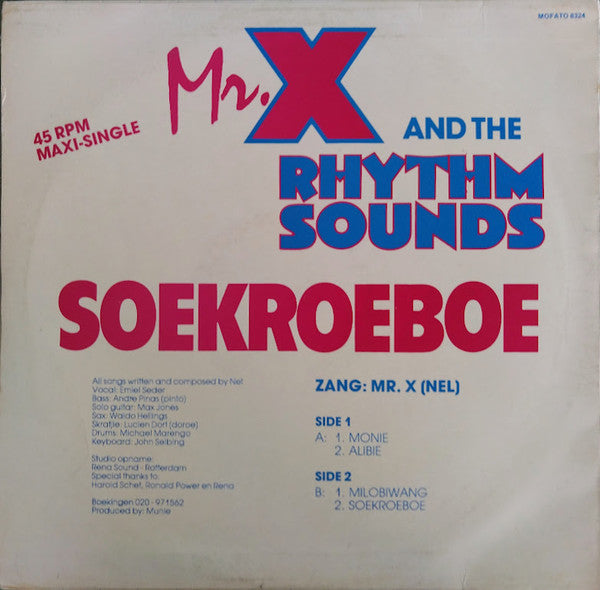 MOFATO 8324
Mr. X
45 RPM
MAXI-SINGLE
AND THE
RHYTHM
SOUNDS
SOEKROEBOE
All songs written and composed by Nel
Vocal: Emiel Seder
Bass: Andre Pinas (pinto)
Solo guitar: Max Jones
Sax: Waldo Hellings
Skratjie: Lucien Dorf (doroe)
Drums: Michael Marengo
Keyboard: John Selbing
Studio opname:
Rena Sound - Rotterdam
Special thanks to:
Harold Schet, Ronald Power en Rena
Boekingen 020 - 971562
Produced by: Munie
ZANG: MR. X (NEL)
SIDE 1
A: 1. MONIE
2. ALIBIE
SIDE 2
B: 1. MILOBIWANG
2. SOEKROEBOE